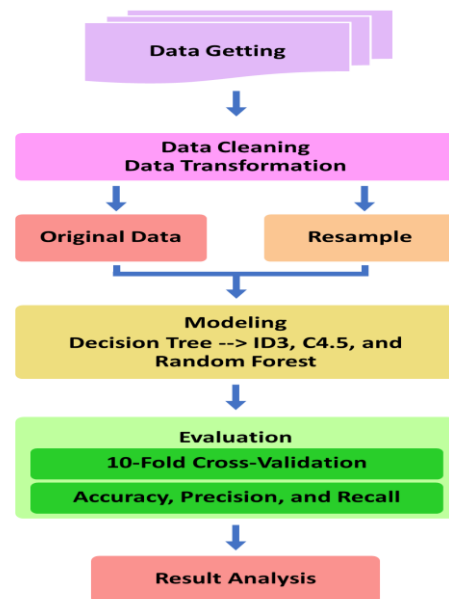 Data Getting
Data Cleaning
Data Transformation
Original Data
Resample
Modeling
Decision Tree --> ID3, C4.5, and
Random Forest
Evaluation
10-Fold Cross-Validation
Accuracy, Precision, and Recall
Result Analysis